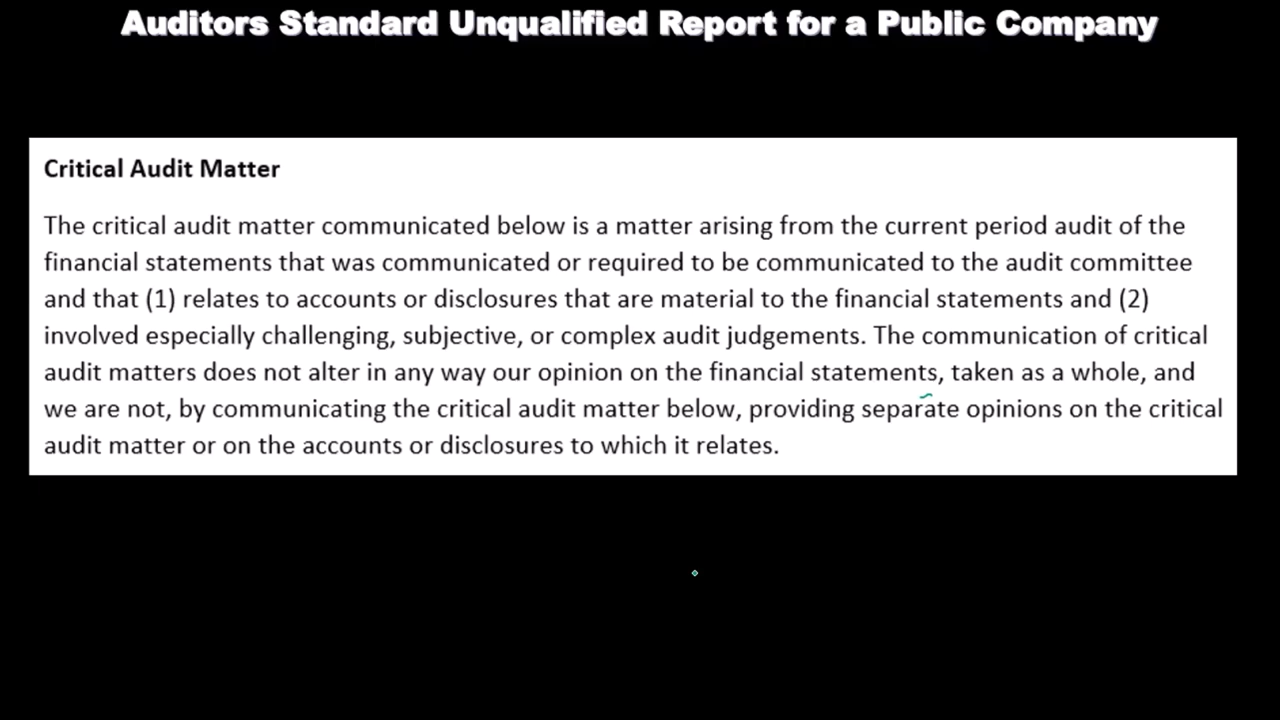 Auditors Standard Unqualified Report for a Public Company
Critical Audit Matter
The critical audit matter communicated below is a matter arising from the current period audit of the
financial statements that was communicated or required to be communicated to the audit committee
and that (1) relates to accounts or disclosures that are material to the financial statements and (2)
involved especially challenging, subjective, or complex audit judgements. The communication of critical
audit matters does not alter in any way our opinion on the financial statements, taken as a whole, and
we are not, by communicating the critical audit matter below, providing separate opinions on the critical
audit matter or on the accounts or disclosures to which it relates.